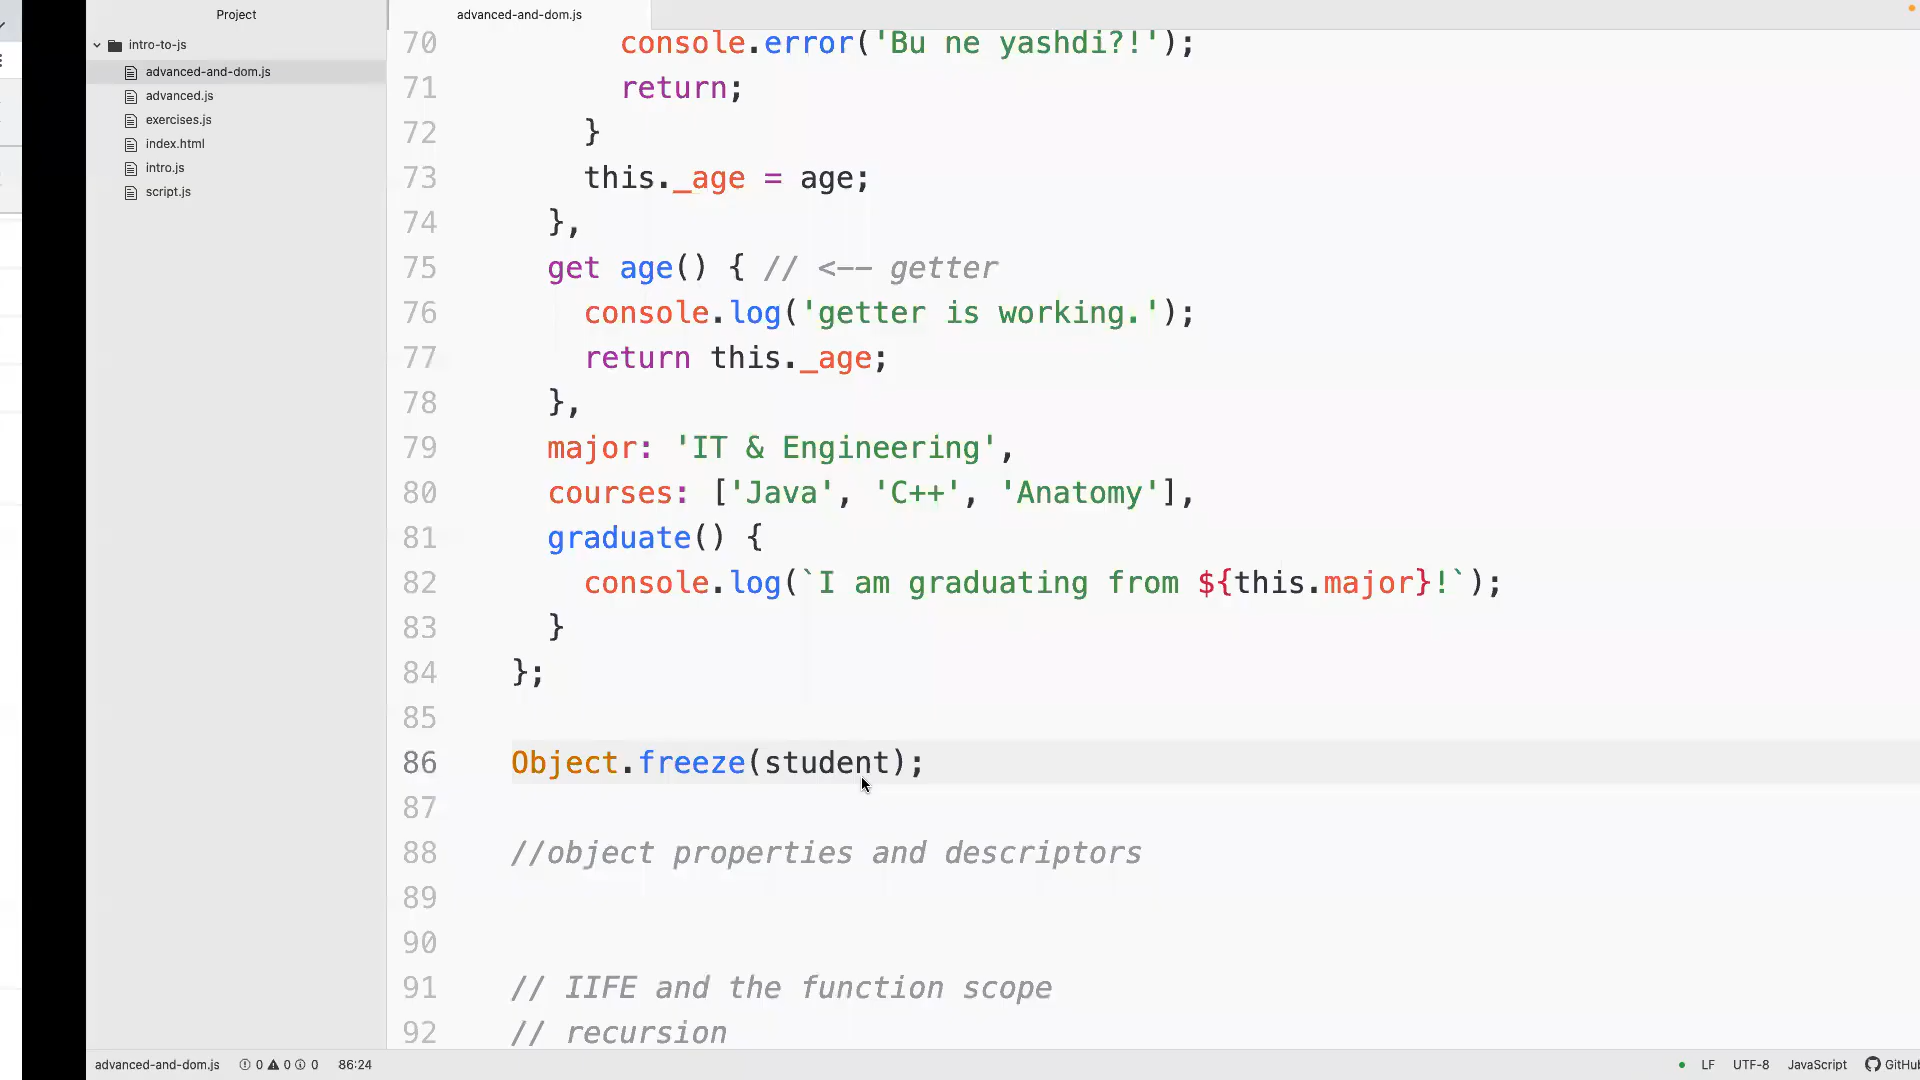 Project
advanced-and-dom.js
intro-to-js
advanced-and-dom.js
advanced.js
exercises.js
index.html
intro.js
script.js
70 console.error('Bu ne yashdi?!');
71 return;
72 }
73 this._age = age;
74 },
75 get age() { // <-- getter
76 console.log('getter is working.');
77 return this._age;
78 },
79 major: 'IT & Engineering',
80 courses: ['Java', 'C++', 'Anatomy'],
81 graduate() {
82 console.log(`I am graduating from ${this.major}!`);
83 }
84 };
85
86 Object.freeze(student);
87
88 //object properties and descriptors
89
90
91 // IIFE and the function scope
92 // recursion
advanced-and-dom.js 0 0 0 86:24 LF UTF-8 JavaScript GitHu